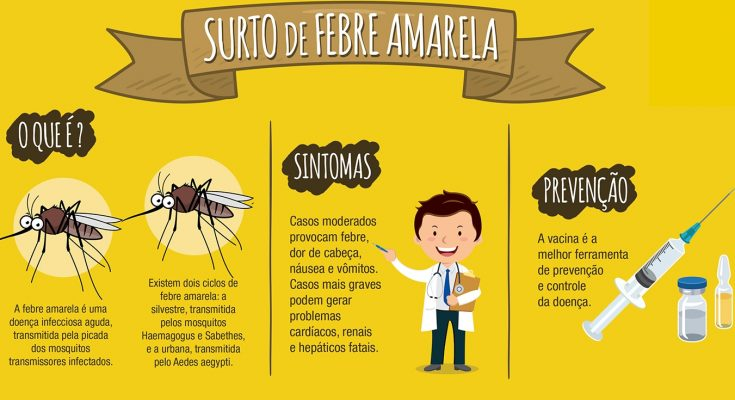 SURTO DE FEBRE AMARELA
O QUE É?
A febre amarela é uma
doença infecciosa aguda,
transmitida pela picada
dos mosquitos
transmissores infectados.
Existem dois ciclos de
febre amarela: a
silvestre, transmitida
pelos mosquitos
Haemagogus e Sabethes,
e a urbana, transmitida
pelo Aedes aegypti.
SINTOMAS
Casos moderados
provocam febre,
dor de cabeça,
náusea e vômitos.
Casos mais graves
podem gerar
problemas
cardíacos, renais
e hepáticos fatais.
PREVENÇÃO
A vacina é a
melhor ferramenta
de prevenção
e controle
da doença.